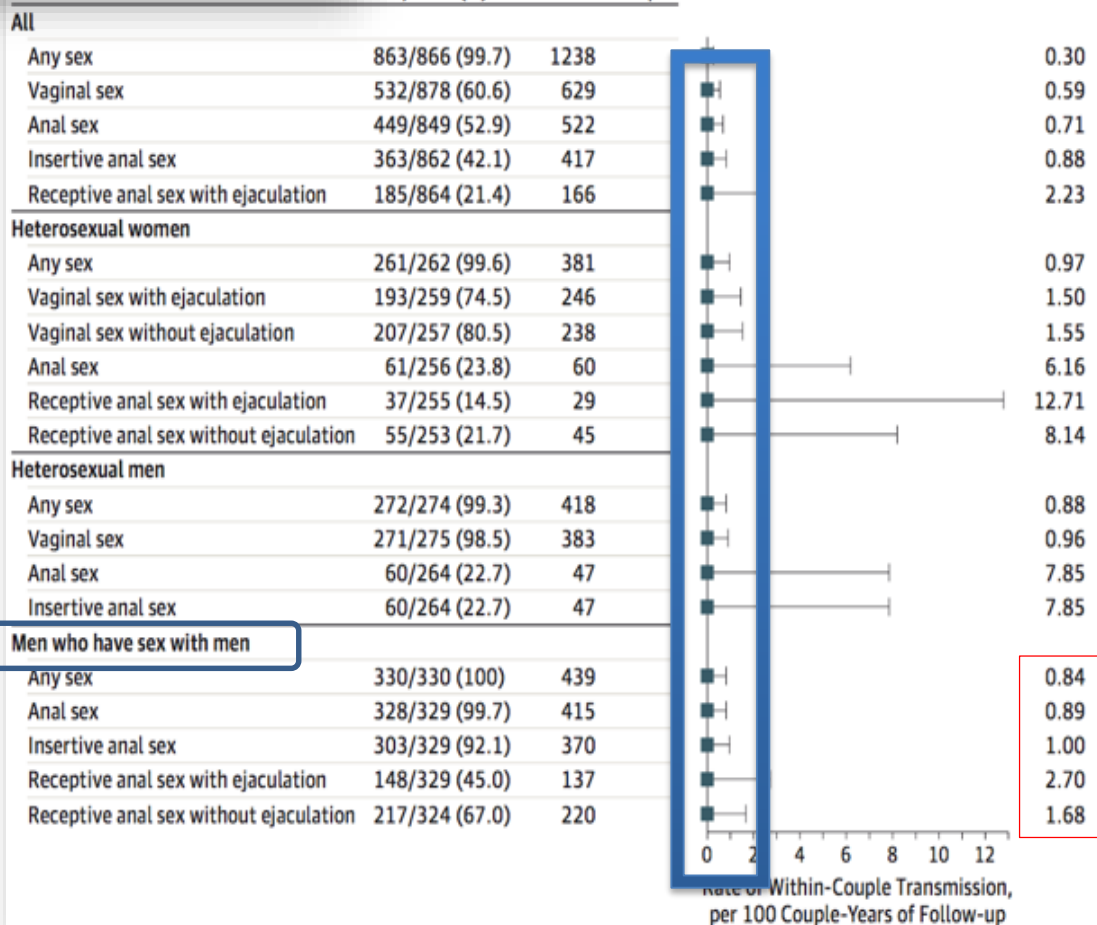 All
Any sex 863/866 (99.7) 1238 0.30
Vaginal sex 532/878 (60.6) 629 0.59
Anal sex 449/849 (52.9) 522 0.71
Insertive anal sex 363/862 (42.1) 417 0.88
Receptive anal sex with ejaculation 185/864 (21.4) 166 2.23
Heterosexual women
Any sex 261/262 (99.6) 381 0.97
Vaginal sex with ejaculation 193/259 (74.5) 246 1.50
Vaginal sex without ejaculation 207/257 (80.5) 238 1.55
Anal sex 61/256 (23.8) 60 6.16
Receptive anal sex with ejaculation 37/255 (14.5) 29 12.71
Receptive anal sex without ejaculation 55/253 (21.7) 45 8.14
Heterosexual men
Any sex 272/274 (99.3) 418 0.88
Vaginal sex 271/275 (98.5) 383 0.96
Anal sex 60/264 (22.7) 47 7.85
Insertive anal sex 60/264 (22.7) 47 7.85
Men who have sex with men
Any sex 330/330 (100) 439 0.84
Anal sex 328/329 (99.7) 415 0.89
Insertive anal sex 303/329 (92.1) 370 1.00
Receptive anal sex with ejaculation 148/329 (45.0) 137 2.70
Receptive anal sex without ejaculation 217/324 (67.0) 220 1.68
0 2 4 6 8 10 12
Rate of Within-Couple Transmission,
per 100 Couple-Years of Follow-up